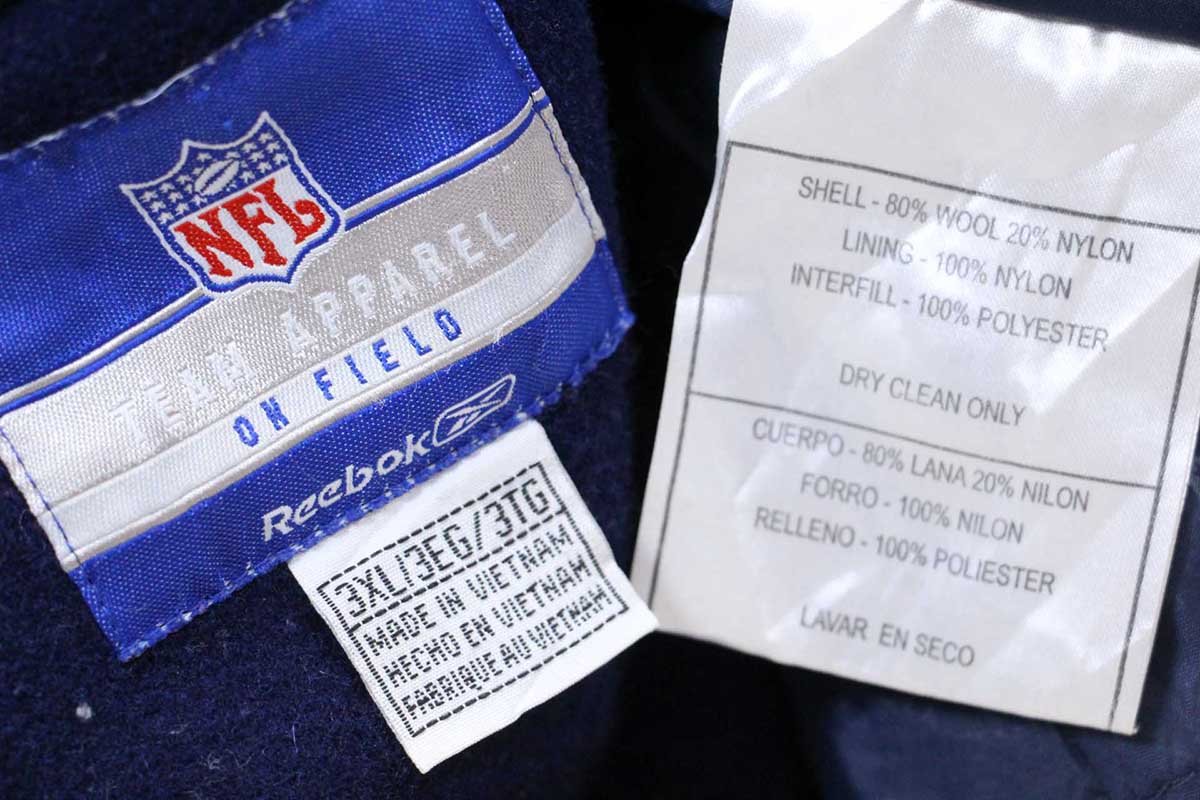 NFL
TEAM APPAREL
ON FIELD
Reebok
3XL/3EG/3TG
MADE IN VIETNAM
HECHO EN VIETNAM
FABRIQUE AU VIETNAM
SHELL - 80% WOOL 20% NYLON
LINING - 100% NYLON
INTERFILL - 100% POLYESTER
DRY CLEAN ONLY
CUERPO - 80% LANA 20% NILON
FORRO - 100% NILON
RELLENO - 100% POLIESTER
LAVAR EN SECO